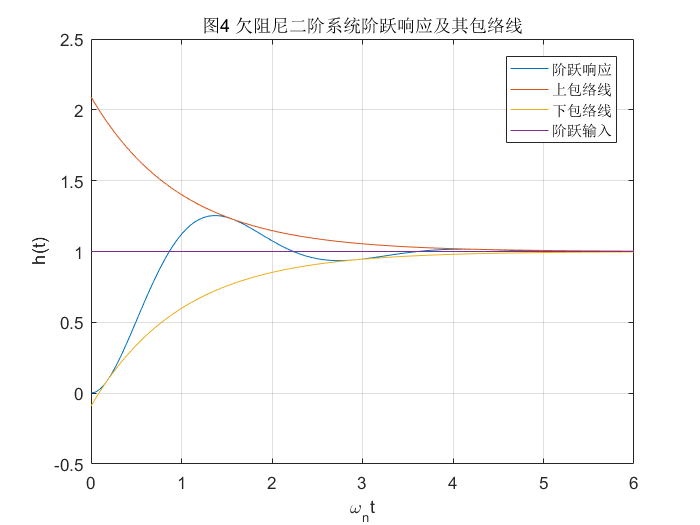 图4 欠阻尼二阶系统阶跃响应及其包络线
2.5
2
1.5
1
0.5
0
-0.5
h(t)
阶跃响应
上包络线
下包络线
阶跃输入
0 1 2 3 4 5 6
ωnt